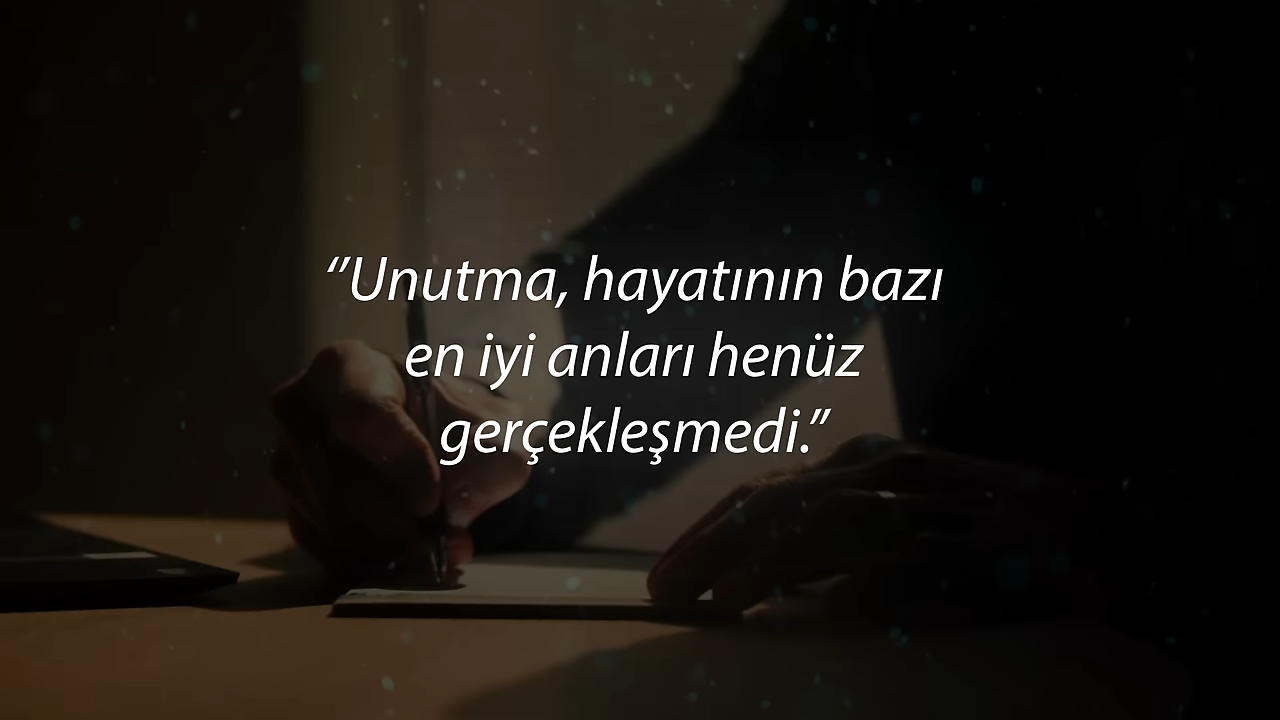 “Unutma, hayatının bazı
en iyi anları henüz
gerçekleşmedi.”